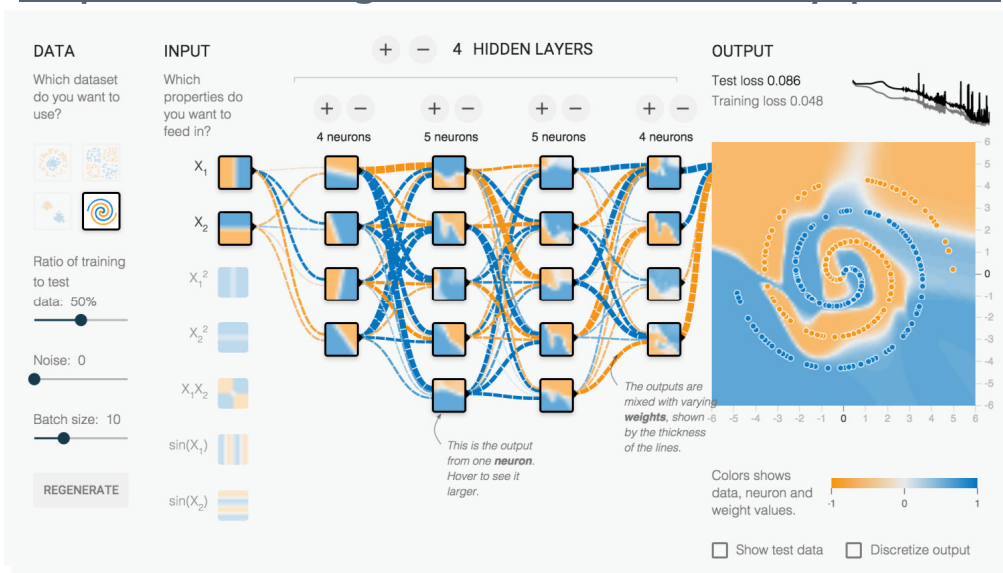 DATA
Which dataset
do you want to
use?
Ratio of training
to test
data: 50%
Noise: 0
Batch size: 10
REGENERATE
INPUT
Which
properties do
you want to
feed in?
X1
X2
X1²
X2²
X1X2
sin(X1)
sin(X2)
+ − 4 HIDDEN LAYERS
+ − + − + − + −
4 neurons 5 neurons 5 neurons 4 neurons
This is the output
from one neuron.
Hover to see it
larger.
The outputs are
mixed with varying
weights, shown
by the thickness
of the lines.
OUTPUT
Test loss 0.086
Training loss 0.048
6
5
4
3
2
1
0
-1
-2
-3
-4
-5
-6
-6 -5 -4 -3 -2 -1 0 1 2 3 4 5 6
Colors shows
data, neuron and
weight values.
-1 0 1
Show test data Discretize output